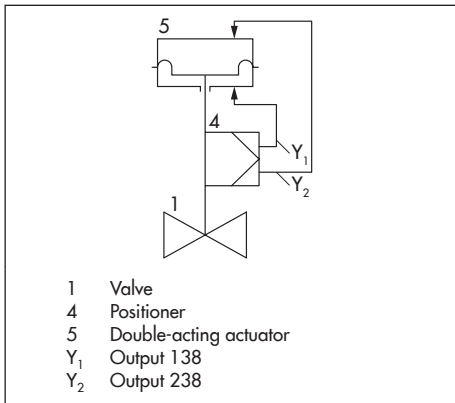 5
4
Y1
Y2
1
1 Valve
4 Positioner
5 Double-acting actuator
Y1 Output 138
Y2 Output 238